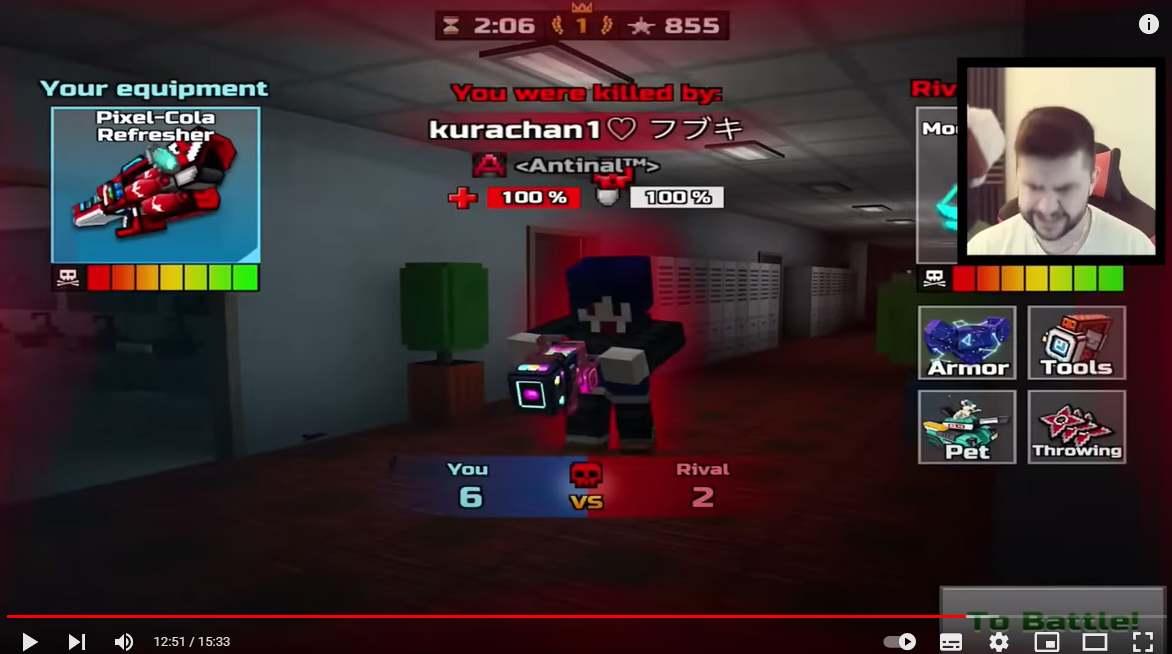 2:06 1 855
Your equipment
Pixel-Cola
Refresher
You were killed by:
kurachan1♡ フブキ
<Antinal™>
100 % 100 %
You
6
VS
Rival
2
Armor
Tools
Pet
Throwing
To Battle!
12:51 / 15:33